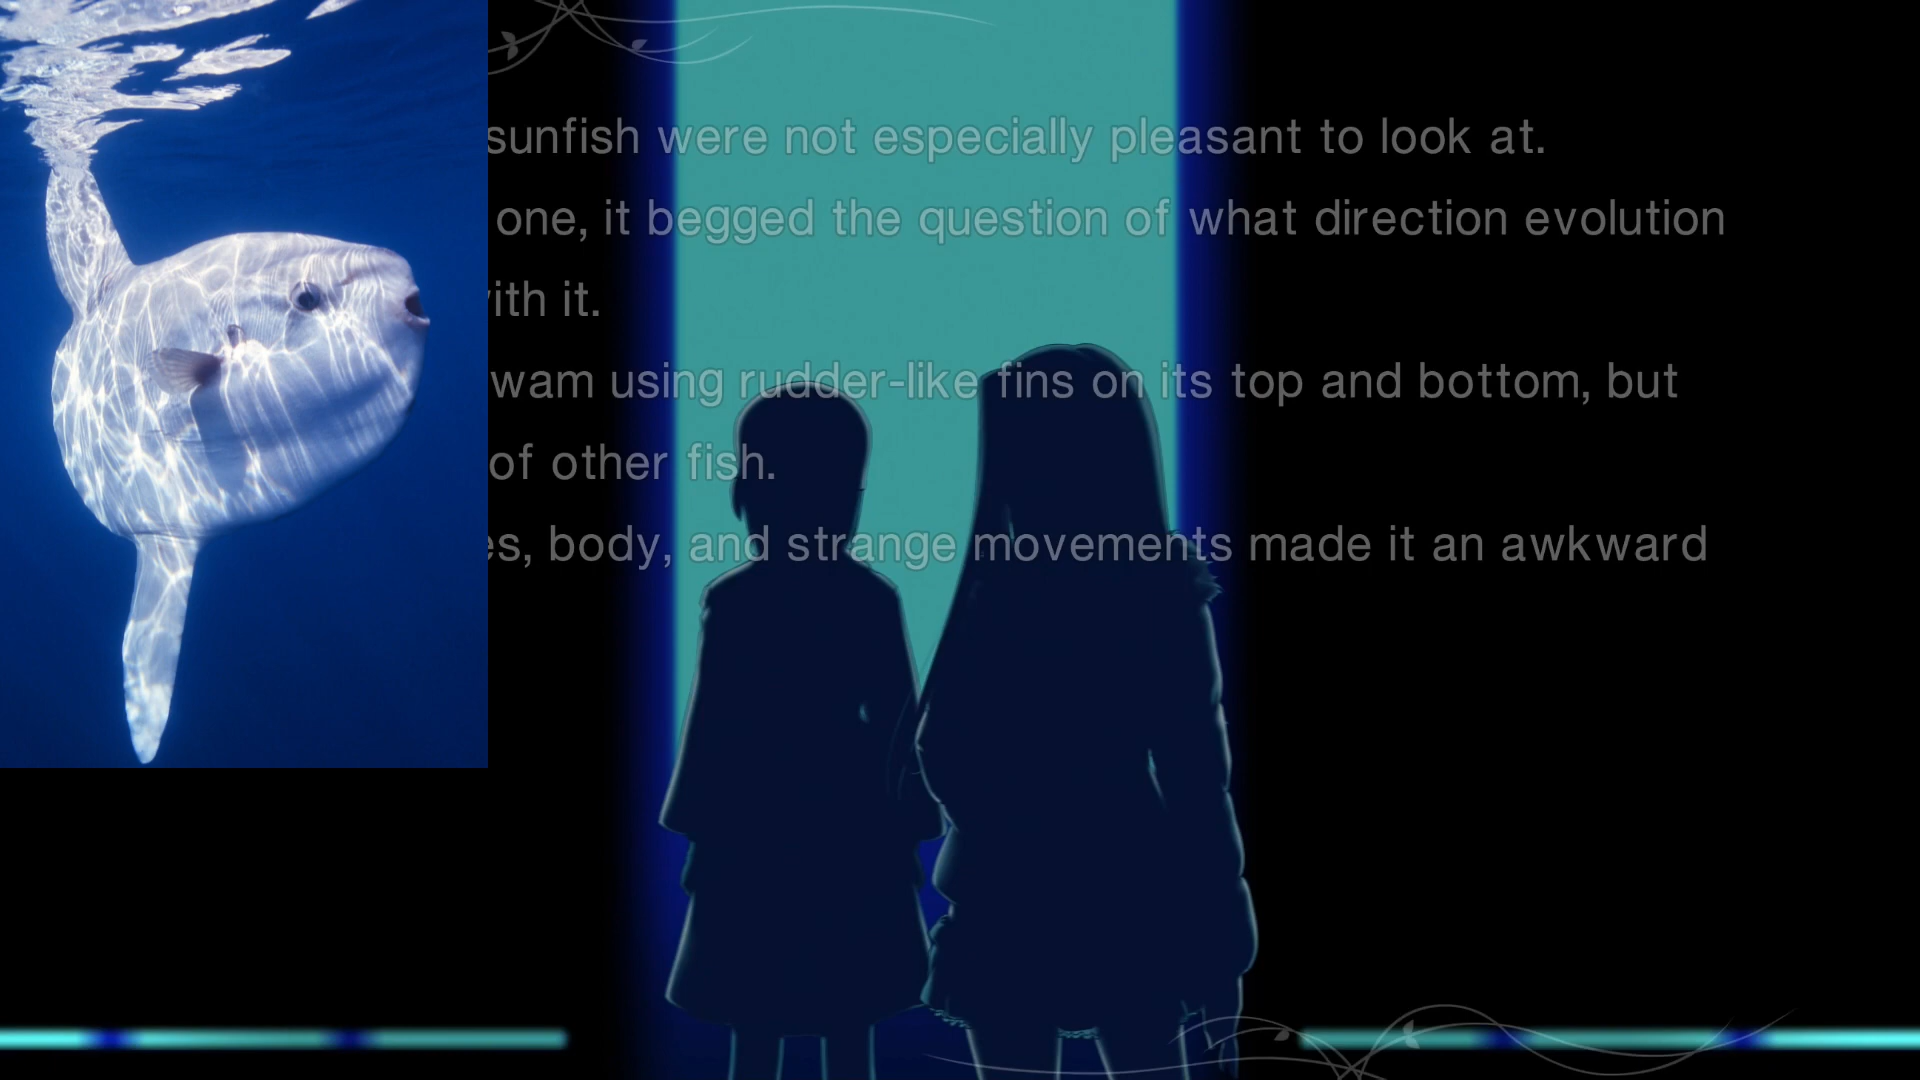 sunfish were not especially pleasant to look at.
one, it begged the question of what direction evolution
ith it.
wam using rudder-like fins on its top and bottom, but
of other fish.
es, body, and strange movements made it an awkward